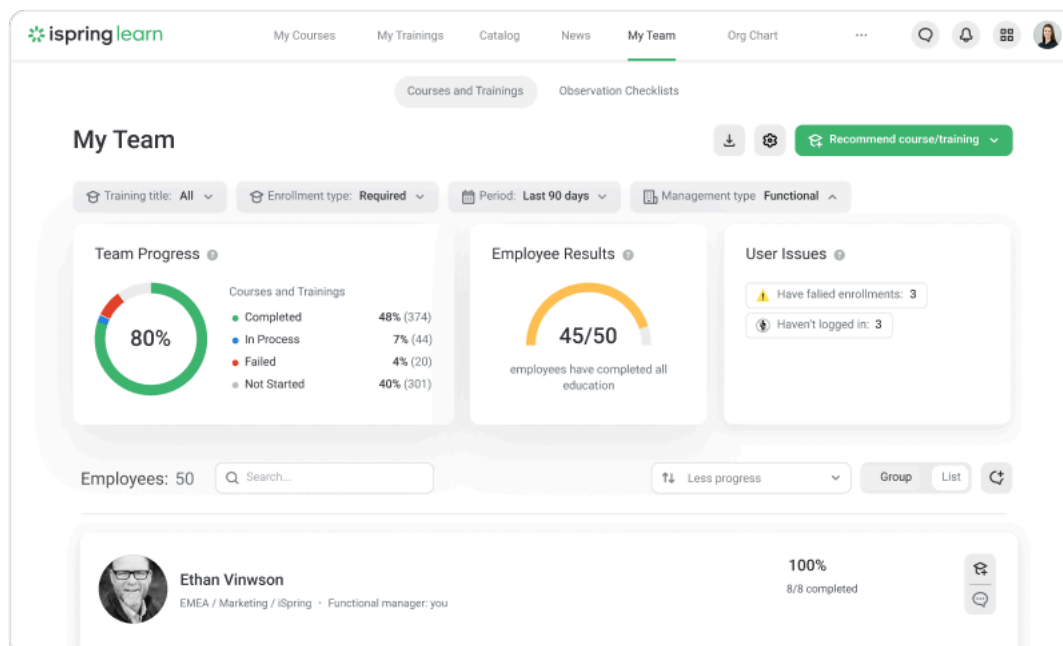 ispring learn
My Courses
My Trainings
Catalog
News
My Team
Org Chart
...
Courses and Trainings
Observation Checklists
My Team
Recommend course/training
Training title: All
Enrollment type: Required
Period: Last 90 days
Management type Functional
Team Progress
80%
Courses and Trainings
Completed 48% (374)
In Process 7% (44)
Failed 4% (20)
Not Started 40% (301)
Employee Results
45/50
employees have completed all
education
User Issues
Have falied enrollments: 3
Haven't logged in: 3
Employees: 50
Search...
Less progress
Group
List
Ethan Vinwson
EMEA / Marketing / iSpring • Functional manager: you
100%
8/8 completed